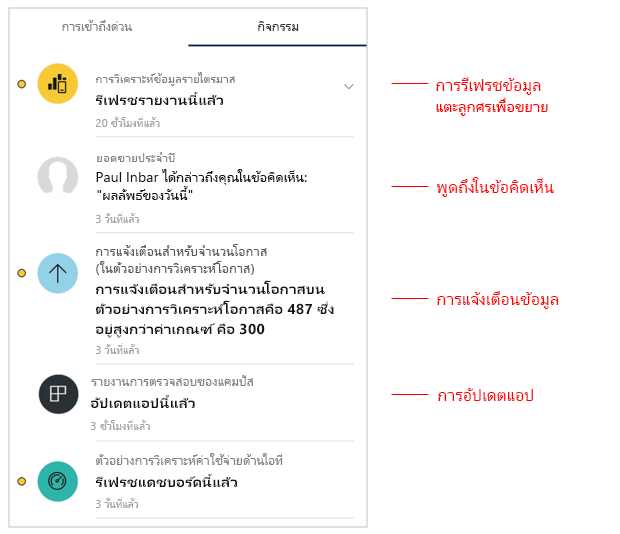 การเข้าถึงด่วน
กิจกรรม
การวิเคราะห์ข้อมูลรายไตรมาส
รีเฟรชรายงานนี้แล้ว
20 ชั่วโมงที่แล้ว
การรีเฟรชข้อมูล
แตะลูกศรเพื่อขยาย
ยอดขายประจำปี
Paul Inbar ได้กล่าวถึงคุณในข้อคิดเห็น:
"ผลลัพธ์ของวันนี้"
3 วันที่แล้ว
พูดถึงในข้อคิดเห็น
การแจ้งเตือนสำหรับจำนวนโอกาส
(ในตัวอย่างการวิเคราะห์โอกาส)
การแจ้งเตือนสำหรับจำนวนโอกาสบน
ตัวอย่างการวิเคราะห์โอกาสคือ 487 ซึ่ง
อยู่สูงกว่าค่าเกณฑ์ คือ 300
3 วันที่แล้ว
การแจ้งเตือนข้อมูล
รายงานการตรวจสอบของแคมปัส
อัปเดตแอปนี้แล้ว
3 ชั่วโมงที่แล้ว
การอัปเดตแอป
ตัวอย่างการวิเคราะห์ค่าใช้จ่ายด้านไอที
รีเฟรชแดชบอร์ดนี้แล้ว
3 วันที่แล้ว